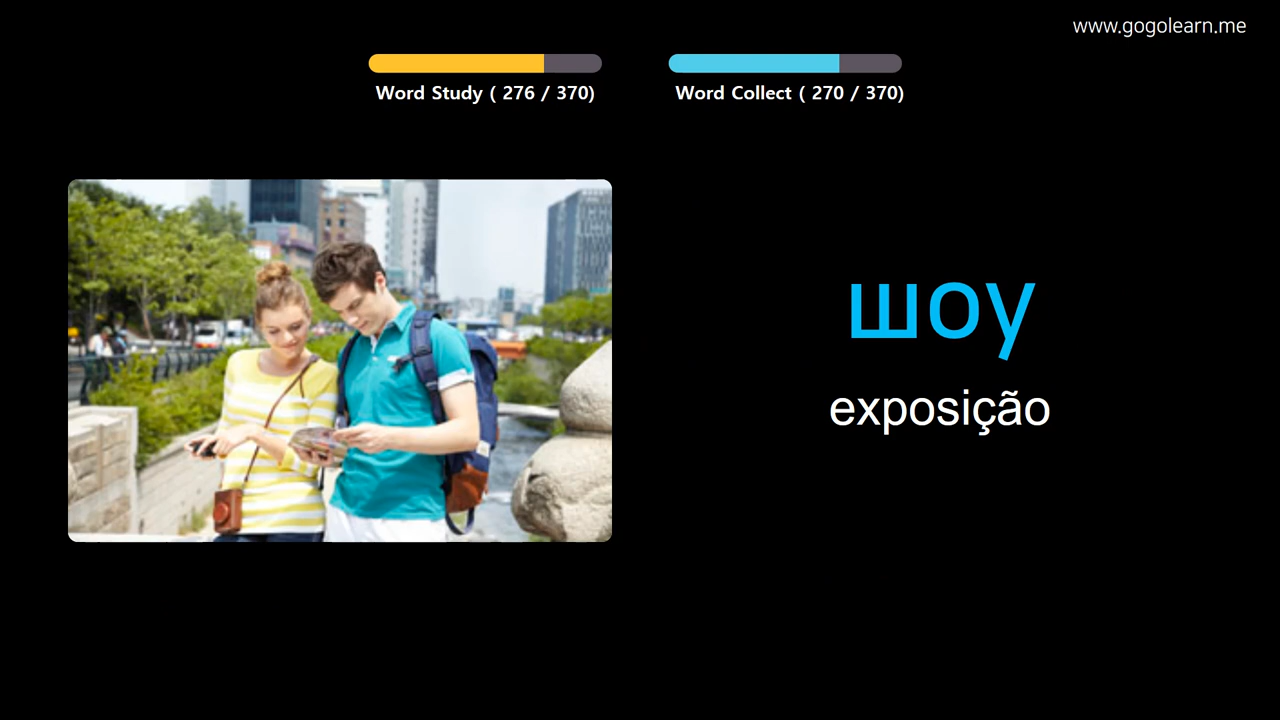 www.gogolearn.me
Word Study ( 276 / 370)
Word Collect ( 270 / 370)
шоу
exposição